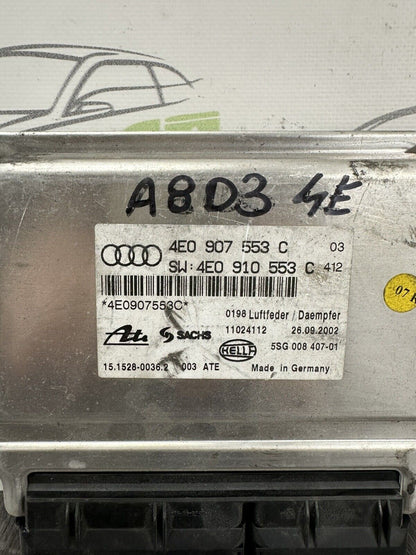 A8D3 4E
4E0 907 553 C 03
SW:4E0 910 553 C 412
*4E0907553C*
0198 Luftfeder / Daempfer
11024112 26.09.2002
Ate SACHS HELLA 5SG 008 407-01
15.1528-0036.2 003 ATE Made in Germany
07